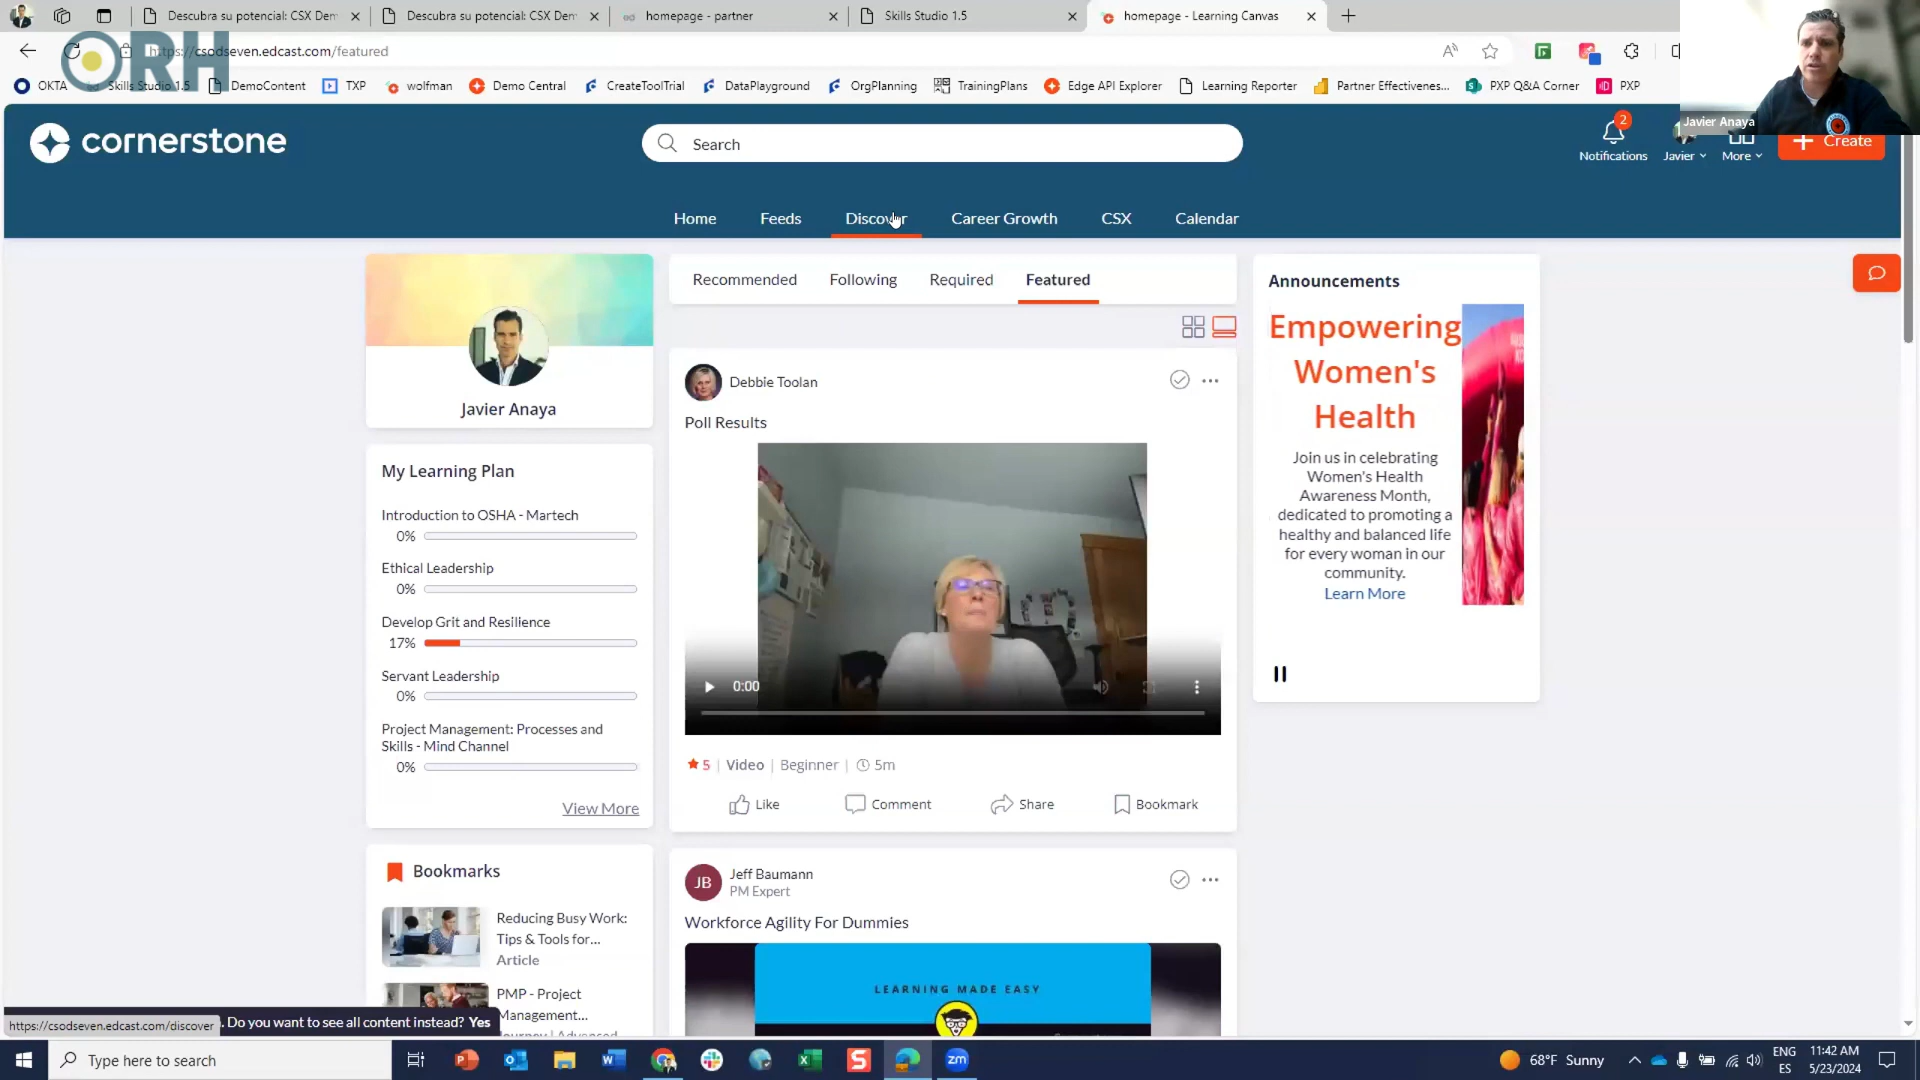 Descubra su potencial: CSX Dem
Descubra su potencial: CSX Dem
homepage - partner
Skills Studio 1.5
homepage - Learning Canvas
ORH
https://csodseven.edcast.com/featured
OKTA
Skills Studio 1.5
DemoContent
TXP
wolfman
Demo Central
CreateToolTrial
DataPlayground
OrgPlanning
TrainingPlans
Edge API Explorer
Learning Reporter
Partner Effectivenes...
PXP Q&A Corner
PXP
Javier Anaya
cornerstone
Search
2
Notifications
Javier
More
Create
Home
Feeds
Discover
Career Growth
CSX
Calendar
Javier Anaya
My Learning Plan
Introduction to OSHA - Martech
0%
Ethical Leadership
0%
Develop Grit and Resilience
17%
Servant Leadership
0%
Project Management: Processes and
Skills - Mind Channel
0%
View More
Bookmarks
Reducing Busy Work:
Tips & Tools for...
Article
PMP - Project
Management...
Recommended
Following
Required
Featured
Debbie Toolan
Poll Results
0:00
5 | Video | Beginner | 5m
Like
Comment
Share
Bookmark
JB
Jeff Baumann
PM Expert
Workforce Agility For Dummies
LEARNING MADE EASY
Announcements
Empowering
Women's
Health
Join us in celebrating
Women's Health
Awareness Month,
dedicated to promoting a
healthy and balanced life
for every woman in our
community.
Learn More
. Do you want to see all content instead? Yes
https://csodseven.edcast.com/discover
Type here to search
zm
68°F Sunny
ENG
ES
11:42 AM
5/23/2024